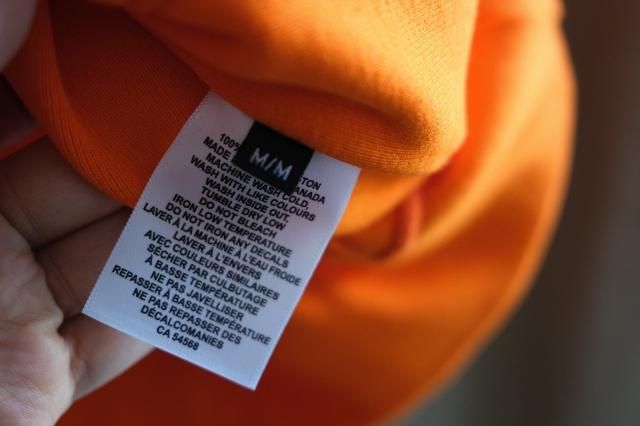 M/M
100%
MADE
MACHINE WASH COLD.
WASH WITH LIKE COLOURS
WASH INSIDE OUT.
TUMBLE DRY LOW
DO NOT BLEACH
IRON LOW TEMPERATURE
DO NOT IRON ANY DECALS
LAVER À LA MACHINE À L'EAU FROIDE
LAVER À L'ENVERS
AVEC COULEURS SIMILAIRES
SÉCHER PAR CULBUTAGE
À BASSE TEMPÉRATURE
NE PAS JAVELLISER
REPASSER À BASSE TEMPÉRATURE
NE PAS REPASSER DES
DÉCALCOMANIES
CA 54568